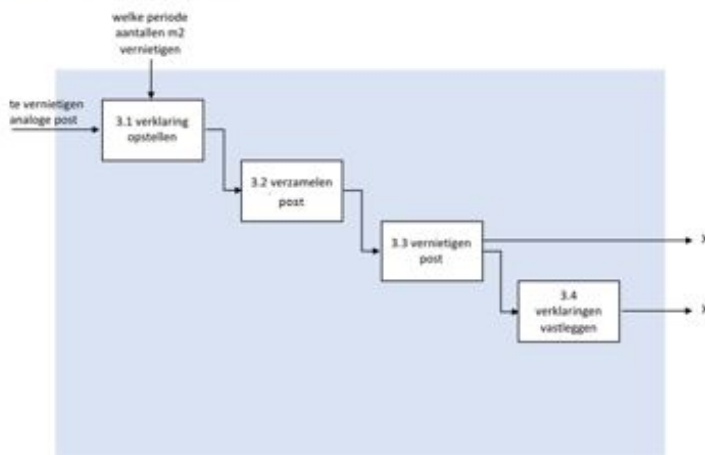 welke periode
aantallen m2
vernietigen
te vernietigen
analoge post
3.1 verklaring
opstellen
3.2 verzamelen
post
3.3 vernietigen
post
3.4
verklaringen
vastleggen